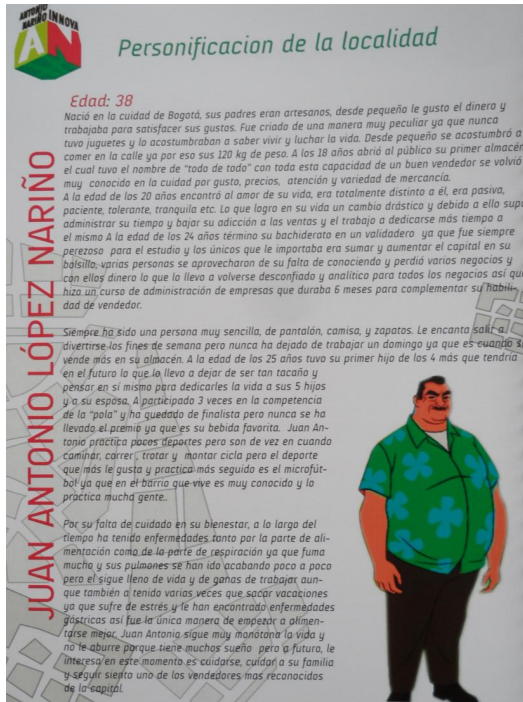 ANTONIO
NARIÑO INNOVA
AN
Personificacion de la localidad
JUAN ANTONIO LÓPEZ NARIÑO
Edad: 38
Nació en la cuidad de Bogotá, sus padres eran artesanos, desde pequeño le gusto el dinero y
trabajaba para satisfacer sus gustos. Fue criado de una manera muy peculiar ya que nunca
tuvo juguetes y lo acostumbraban a saber vivir y luchar la vida. Desde pequeño se acostumbró a
comer en la calle ya por eso sus 120 kg de peso. A los 18 años abrió al público su primer almacén
el cual tuvo el nombre de "todo de todo" con toda esta capacidad de un buen vendedor se volvió
muy conocido en la cuidad por gusto, precios, atención y variedad de mercancía.
A la edad de los 20 años encontró al amor de su vida, era totalmente distinto a él, era pasiva,
paciente, tolerante, tranquila etc. Lo que logro en su vida un cambio drástico y debido a ello supo
administrar su tiempo y bajar su adicción a las ventas y el trabajo a dedicarse más tiempo a
el mismo A la edad de los 24 años término su bachiderato en un validadero ya que fue siempre
perezoso para el estudia y los únicos que le importaba era sumar y aumentar el capital en su
bolsillo, varias personas se aprovecharon de su falta de conociendo y perdió varios negocios y
con ellos dinero lo que lo llevo a volverse desconfiado y analítico para todos los negocios así que
hizo un curso de administración de empresas que duraba 6 meses para complementar su habili-
dad de vendedor.
Siempre ha sido una persona muy sencilla, de pantalón, camisa, y zapatos. Le encanta salir a
divertirse los fines de semana pero nunca ha dejado de trabajar un domingo ya que es cuando
vende más en su almacén. A la edad de los 25 años tuvo su primer hijo de los 4 más que tendría
en el futuro lo que lo llevo a dejar de ser tan tacaño y
pensar en sí mismo para dedicarles la vida a sus 5 hijos
y a su esposa. A participado 3 veces en la competencia
de la "pola" y ha quedado de finalista pero nunca se ha
llevado el premio ya que es su bebida favorita. Juan An-
tonio practica pocos deportes pero son de vez en cuando
caminar, correr , trotar y montar cicla pero el deporte
que más le gusta y practica más seguido es el microfút-
bol ya que en el barrio que vive es muy conocido y lo
practica mucha gente..
Por su falta de cuidado en su bienestar, a lo largo del
tiempo ha tenido enfermedades tanto por la parte de ali-
mentación como de la parte de respiración ya que fuma
mucho y sus pulmones se han ido acabando poco a poco
pero el sigue lleno de vida y de ganas de trabajar aun-
que también a tenido varias veces que sacar vacaciones
ya que sufre de estrés y le han encontrado enfermedades
gástricas así fue la única manera de empezar a alimen-
tarse mejor. Juan Antonio sigue muy monótona la vida y
no le aburre porque tiene muchos sueño pero a futuro, le
interesa en este momento es cuidarse, cuidar a su familia
y seguir siento uno de los vendedores mas reconocidos
de la capital.